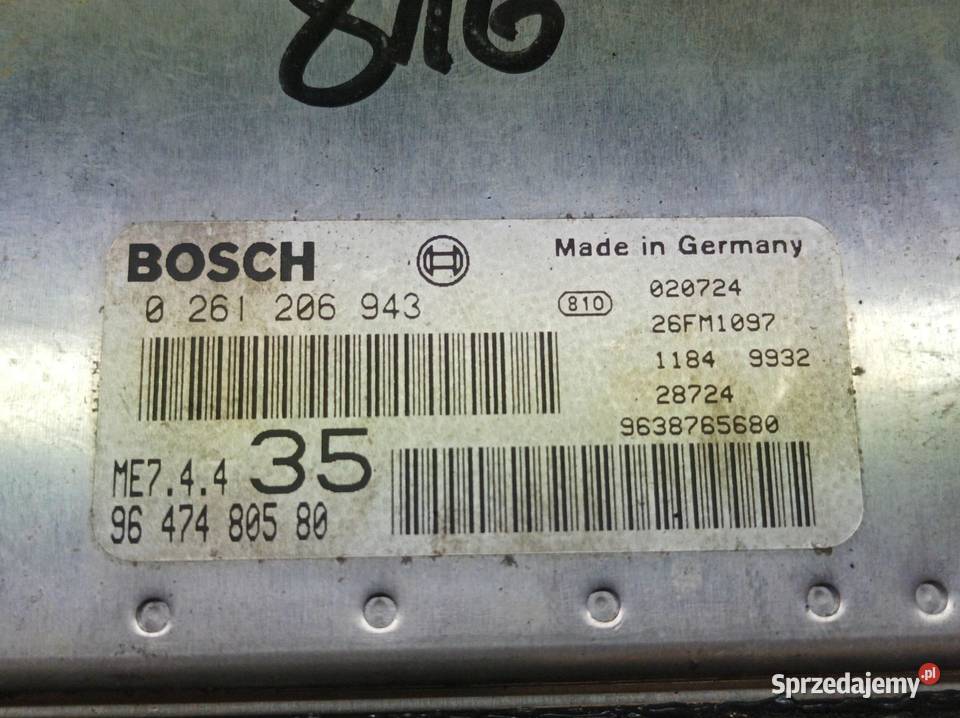 816
BOSCH
Made in Germany
0 261 206 943
810
020724
26FM1097
1184 9932
28724
9638765680
ME7.4.4 35
96 474 805 80
Sprzedajemy.pl